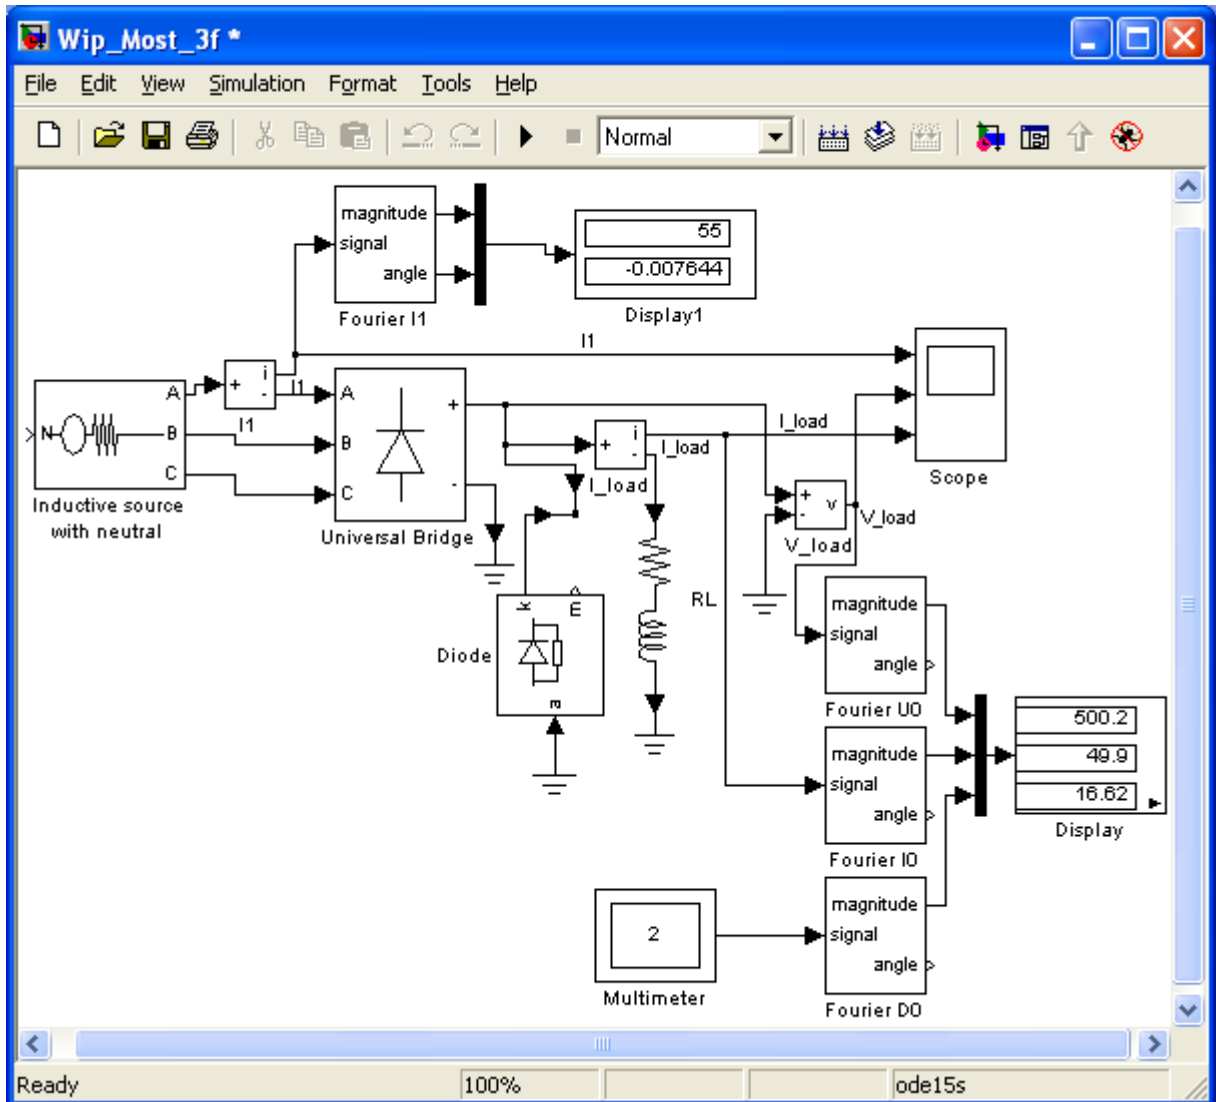 Wip_Most_3f *
File Edit View Simulation Format Tools Help
Normal
magnitude
signal
angle
Fourier I1
55
-0.007644
Display1
I1
A
B
C
N
Inductive source
with neutral
+
i
-
I1
I1
A
B
C
+
-
Universal Bridge
+
i
-
I_load
I_load
I_load
Scope
+
-
v
V_load
V_load
k
m
a
Diode
RL
magnitude
signal
angle
Fourier U0
magnitude
signal
angle
Fourier I0
500.2
49.9
16.62
Display
2
Multimeter
magnitude
signal
angle
Fourier D0
Ready 100% ode15s